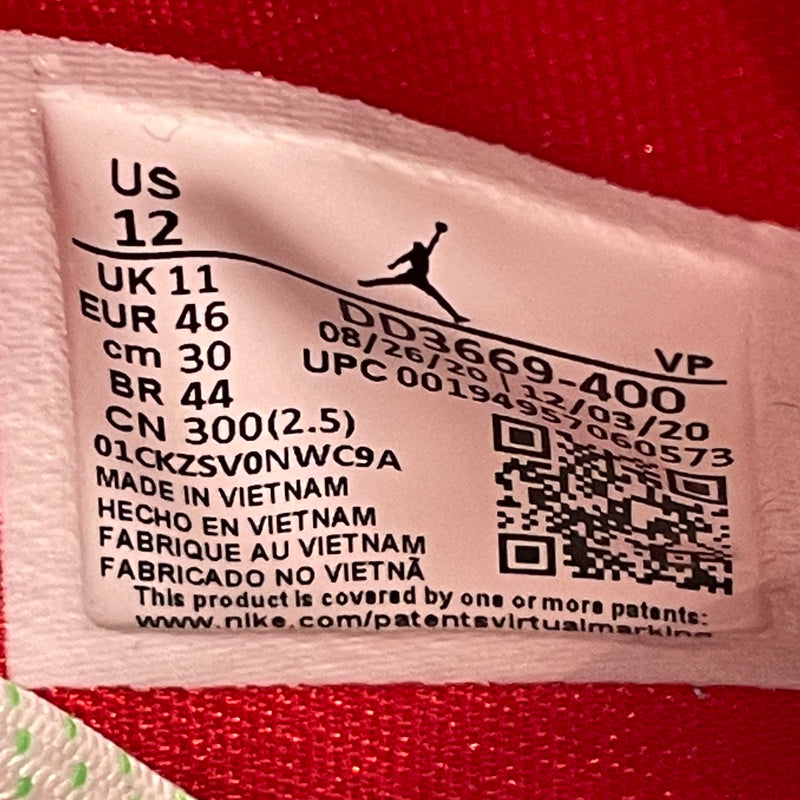 US
12
UK 11
EUR 46
cm 30
BR 44
CN 300(2.5)
VP
DD3669-400
08/26/20 | 12/03/20
UPC 00194957060573
01CKZSV0NWC9A
MADE IN VIETNAM
HECHO EN VIETNAM
FABRIQUE AU VIETNAM
FABRICADO NO VIETNÃ
This product is covered by one or more patents:
www.nike.com/patentsvirtualmarking